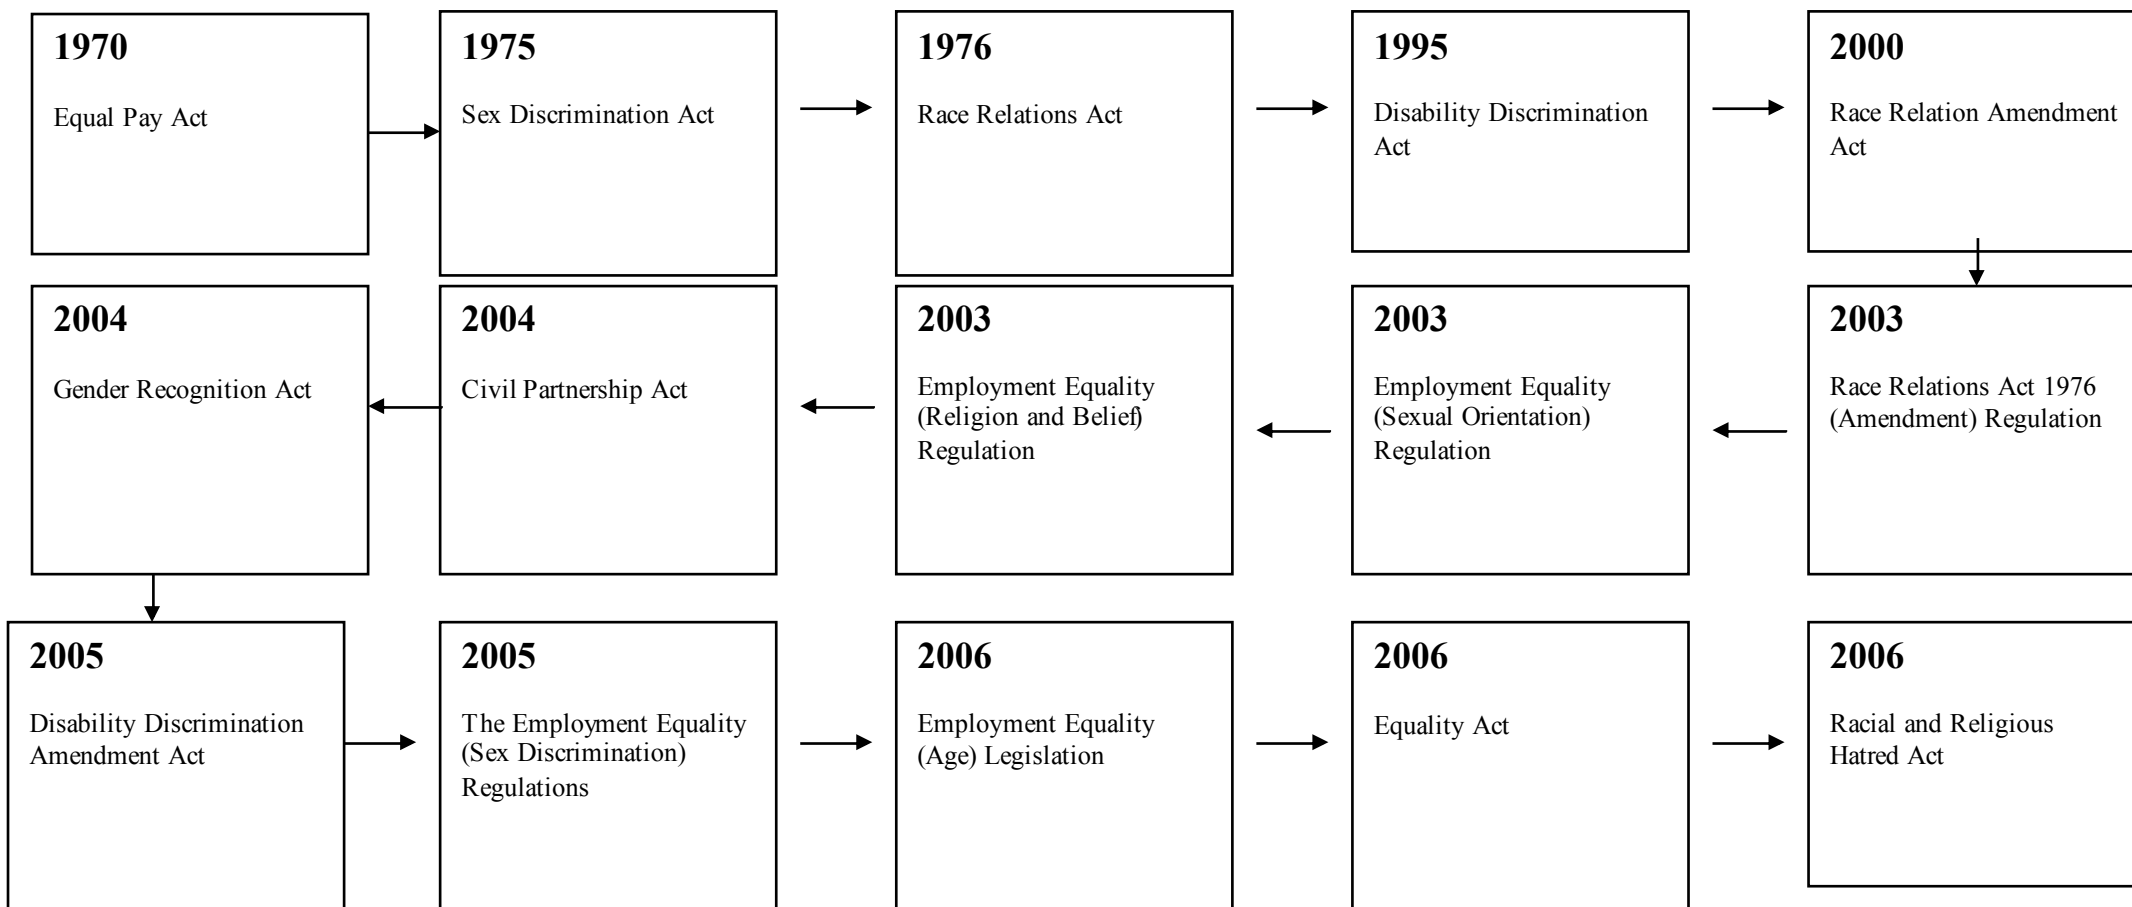 1970
Equal Pay Act
1975
Sex Discrimination Act
1976
Race Relations Act
1995
Disability Discrimination
Act
2000
Race Relation Amendment
Act
2004
Gender Recognition Act
2004
Civil Partnership Act
2003
Employment Equality
(Religion and Belief)
Regulation
2003
Employment Equality
(Sexual Orientation)
Regulation
2003
Race Relations Act 1976
(Amendment) Regulation
2005
Disability Discrimination
Amendment Act
2005
The Employment Equality
(Sex Discrimination)
Regulations
2006
Employment Equality
(Age) Legislation
2006
Equality Act
2006
Racial and Religious
Hatred Act